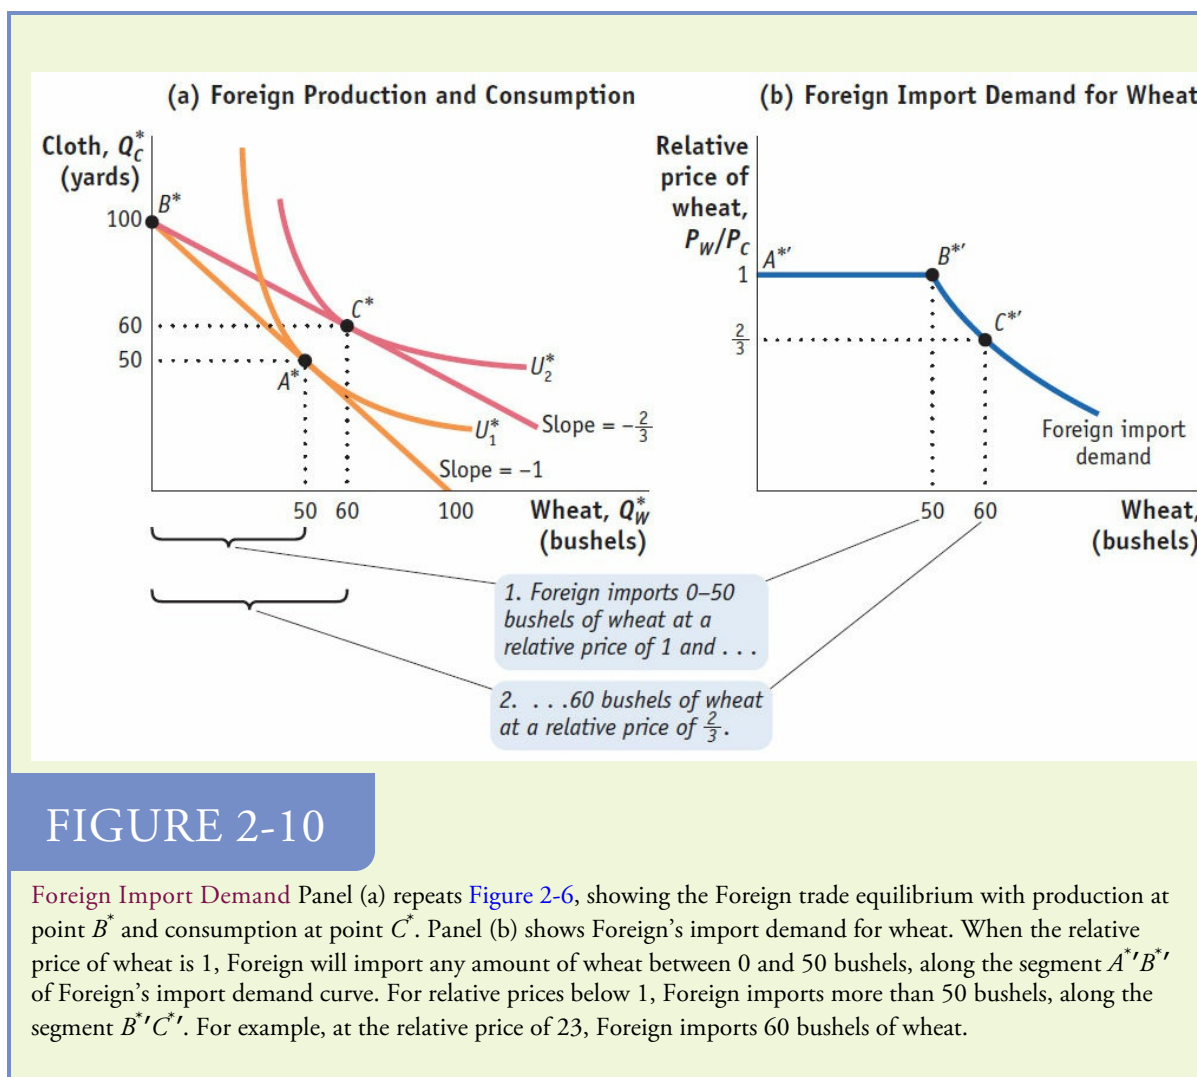 (a) Foreign Production and Consumption
Cloth, Q*C
(yards)
B*
100
C*
60
50
A*
U*2
U*1
Slope = –2/3
Slope = –1
50 60 100
Wheat, Q*W
(bushels)
(b) Foreign Import Demand for Wheat
Relative
price of
wheat,
PW/PC
1
A*′
B*′
C*′
2/3
Foreign import
demand
50 60
Wheat,
(bushels)
1. Foreign imports 0–50
bushels of wheat at a
relative price of 1 and . . .
2. . . .60 bushels of wheat
at a relative price of 2/3.
FIGURE 2-10
Foreign Import Demand Panel (a) repeats Figure 2-6, showing the Foreign trade equilibrium with production at
point B* and consumption at point C*. Panel (b) shows Foreign’s import demand for wheat. When the relative
price of wheat is 1, Foreign will import any amount of wheat between 0 and 50 bushels, along the segment A*′B*′
of Foreign’s import demand curve. For relative prices below 1, Foreign imports more than 50 bushels, along the
segment B*′C*′. For example, at the relative price of 23, Foreign imports 60 bushels of wheat.